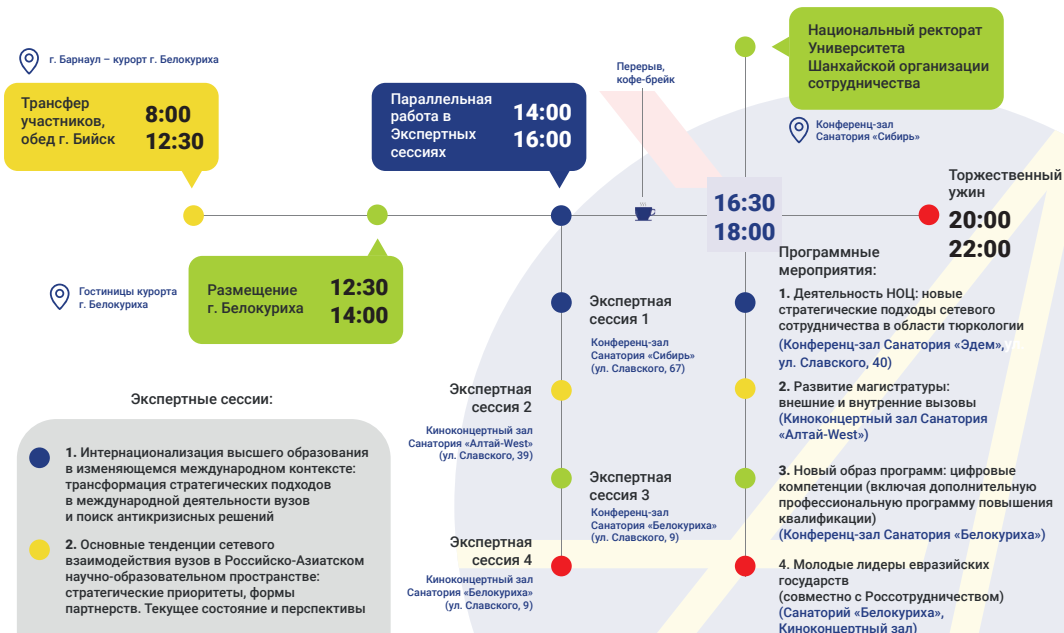 г. Барнаул – курорт г. Белокуриха
Трансфер
участников,
обед г. Бийск
8:00
12:30
Параллельная
работа в
Экспертных
сессиях
14:00
16:00
Перерыв,
кофе-брейк
Национальный ректорат
Университета
Шанхайской организации
сотрудничества
Конференц-зал
Санатория «Сибирь»
16:30
18:00
Торжественный
ужин
20:00
22:00
Гостиницы курорта
г. Белокуриха
Размещение
г. Белокуриха
12:30
14:00
Экспертная
сессия 1
Конференц-зал
Санатория «Сибирь»
(ул. Славского, 67)
Экспертная
сессия 2
Киноконцертный зал
Санатория «Алтай-West»
(ул. Славского, 39)
Экспертная
сессия 3
Конференц-зал
Санатория «Белокуриха»
(ул. Славского, 9)
Экспертная
сессия 4
Киноконцертный зал
Санатория «Белокуриха»
(ул. Славского, 9)
Программные
мероприятия:
1. Деятельность НОЦ: новые
стратегические подходы сетевого
сотрудничества в области тюркологии
(Конференц-зал Санатория «Эдем»,
ул. Славского, 40)
2. Развитие магистратуры:
внешние и внутренние вызовы
(Киноконцертный зал Санатория
«Алтай-West»)
3. Новый образ программ: цифровые
компетенции (включая дополнительную
профессиональную программу повышения
квалификации)
(Конференц-зал Санатория «Белокуриха»)
4. Молодые лидеры евразийских
государств
(совместно с Россотрудничеством)
(Санаторий «Белокуриха»,
Киноконцертный зал)
Экспертные сессии:
1. Интернационализация высшего образования
в изменяющемся международном контексте:
трансформация стратегических подходов
в международной деятельности вузов
и поиск антикризисных решений
2. Основные тенденции сетевого
взаимодействия вузов в Российско-Азиатском
научно-образовательном пространстве:
стратегические приоритеты, формы
партнерств. Текущее состояние и перспективы